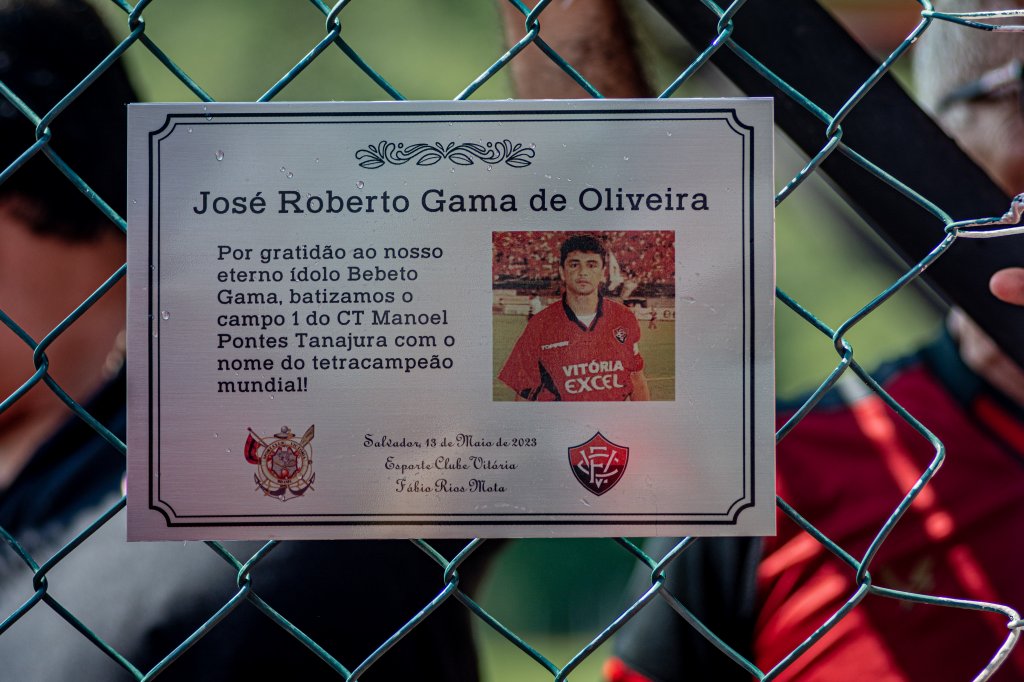 José Roberto Gama de Oliveira
Por gratidão ao nosso
eterno ídolo Bebeto
Gama, batizamos o
campo 1 do CT Manoel
Pontes Tanajura com o
nome do tetracampeão
mundial!
VITÓRIA
EXCEL
Salvador, 13 de Maio de 2023
Esporte Clube Vitória
Fábio Rios Mota